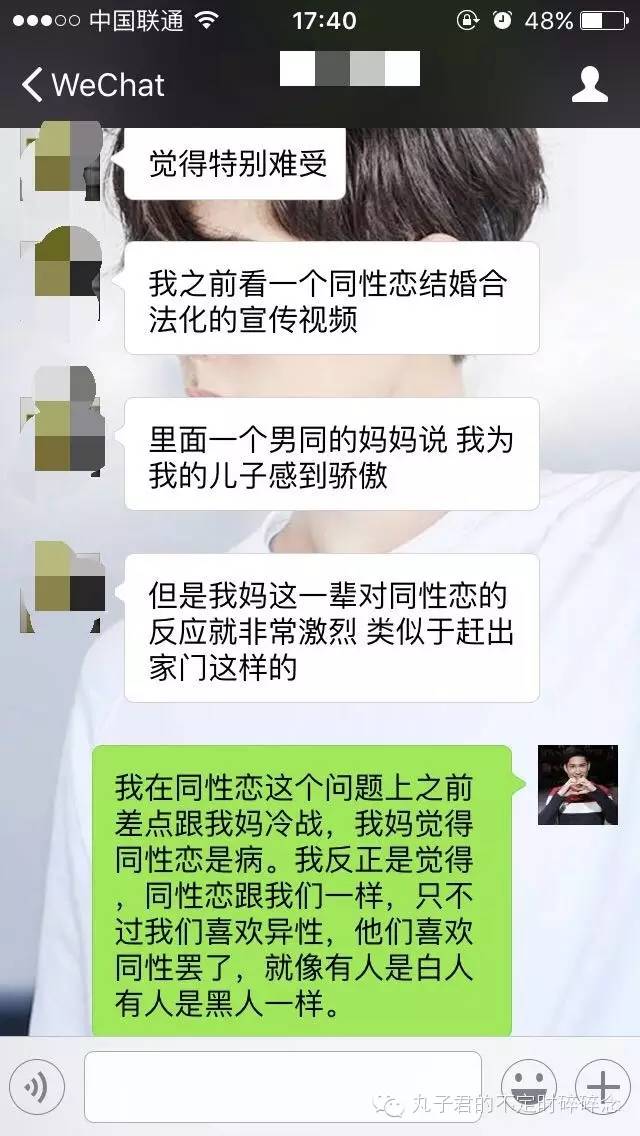 中国联通
17:40
48%
WeChat
觉得特别难受
我之前看一个同性恋结婚合
法化的宣传视频
里面一个男同的妈妈说 我为
我的儿子感到骄傲
但是我妈这一辈对同性恋的
反应就非常激烈 类似于赶出
家门这样的
我在同性恋这个问题上之前
差点跟我妈冷战，我妈觉得
同性恋是病。我反正是觉得
，同性恋跟我们一样，只不
过我们喜欢异性，他们喜欢
同性罢了，就像有人是白人
有人是黑人一样。
丸子君的不定时碎碎念